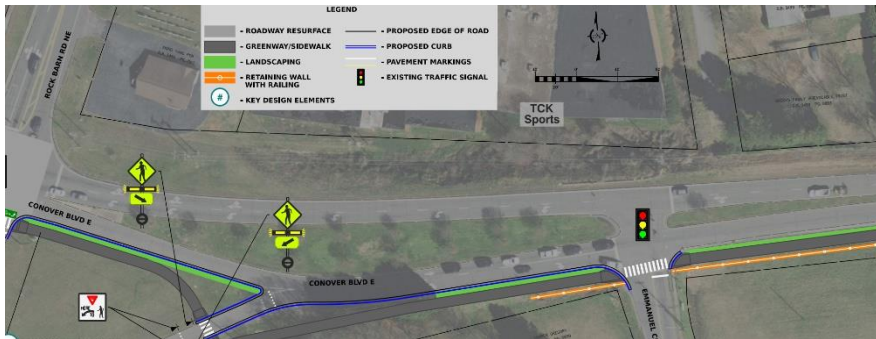 LEGEND
- ROADWAY RESURFACE
- GREENWAY/SIDEWALK
- LANDSCAPING
- RETAINING WALL
WITH RAILING
# - KEY DESIGN ELEMENTS
- PROPOSED EDGE OF ROAD
- PROPOSED CURB
- PAVEMENT MARKINGS
- EXISTING TRAFFIC SIGNAL
ROCK BARN RD NE
TCK
Sports
CONOVER BLVD E
CONOVER BLVD E
EMMANUEL C
HERE